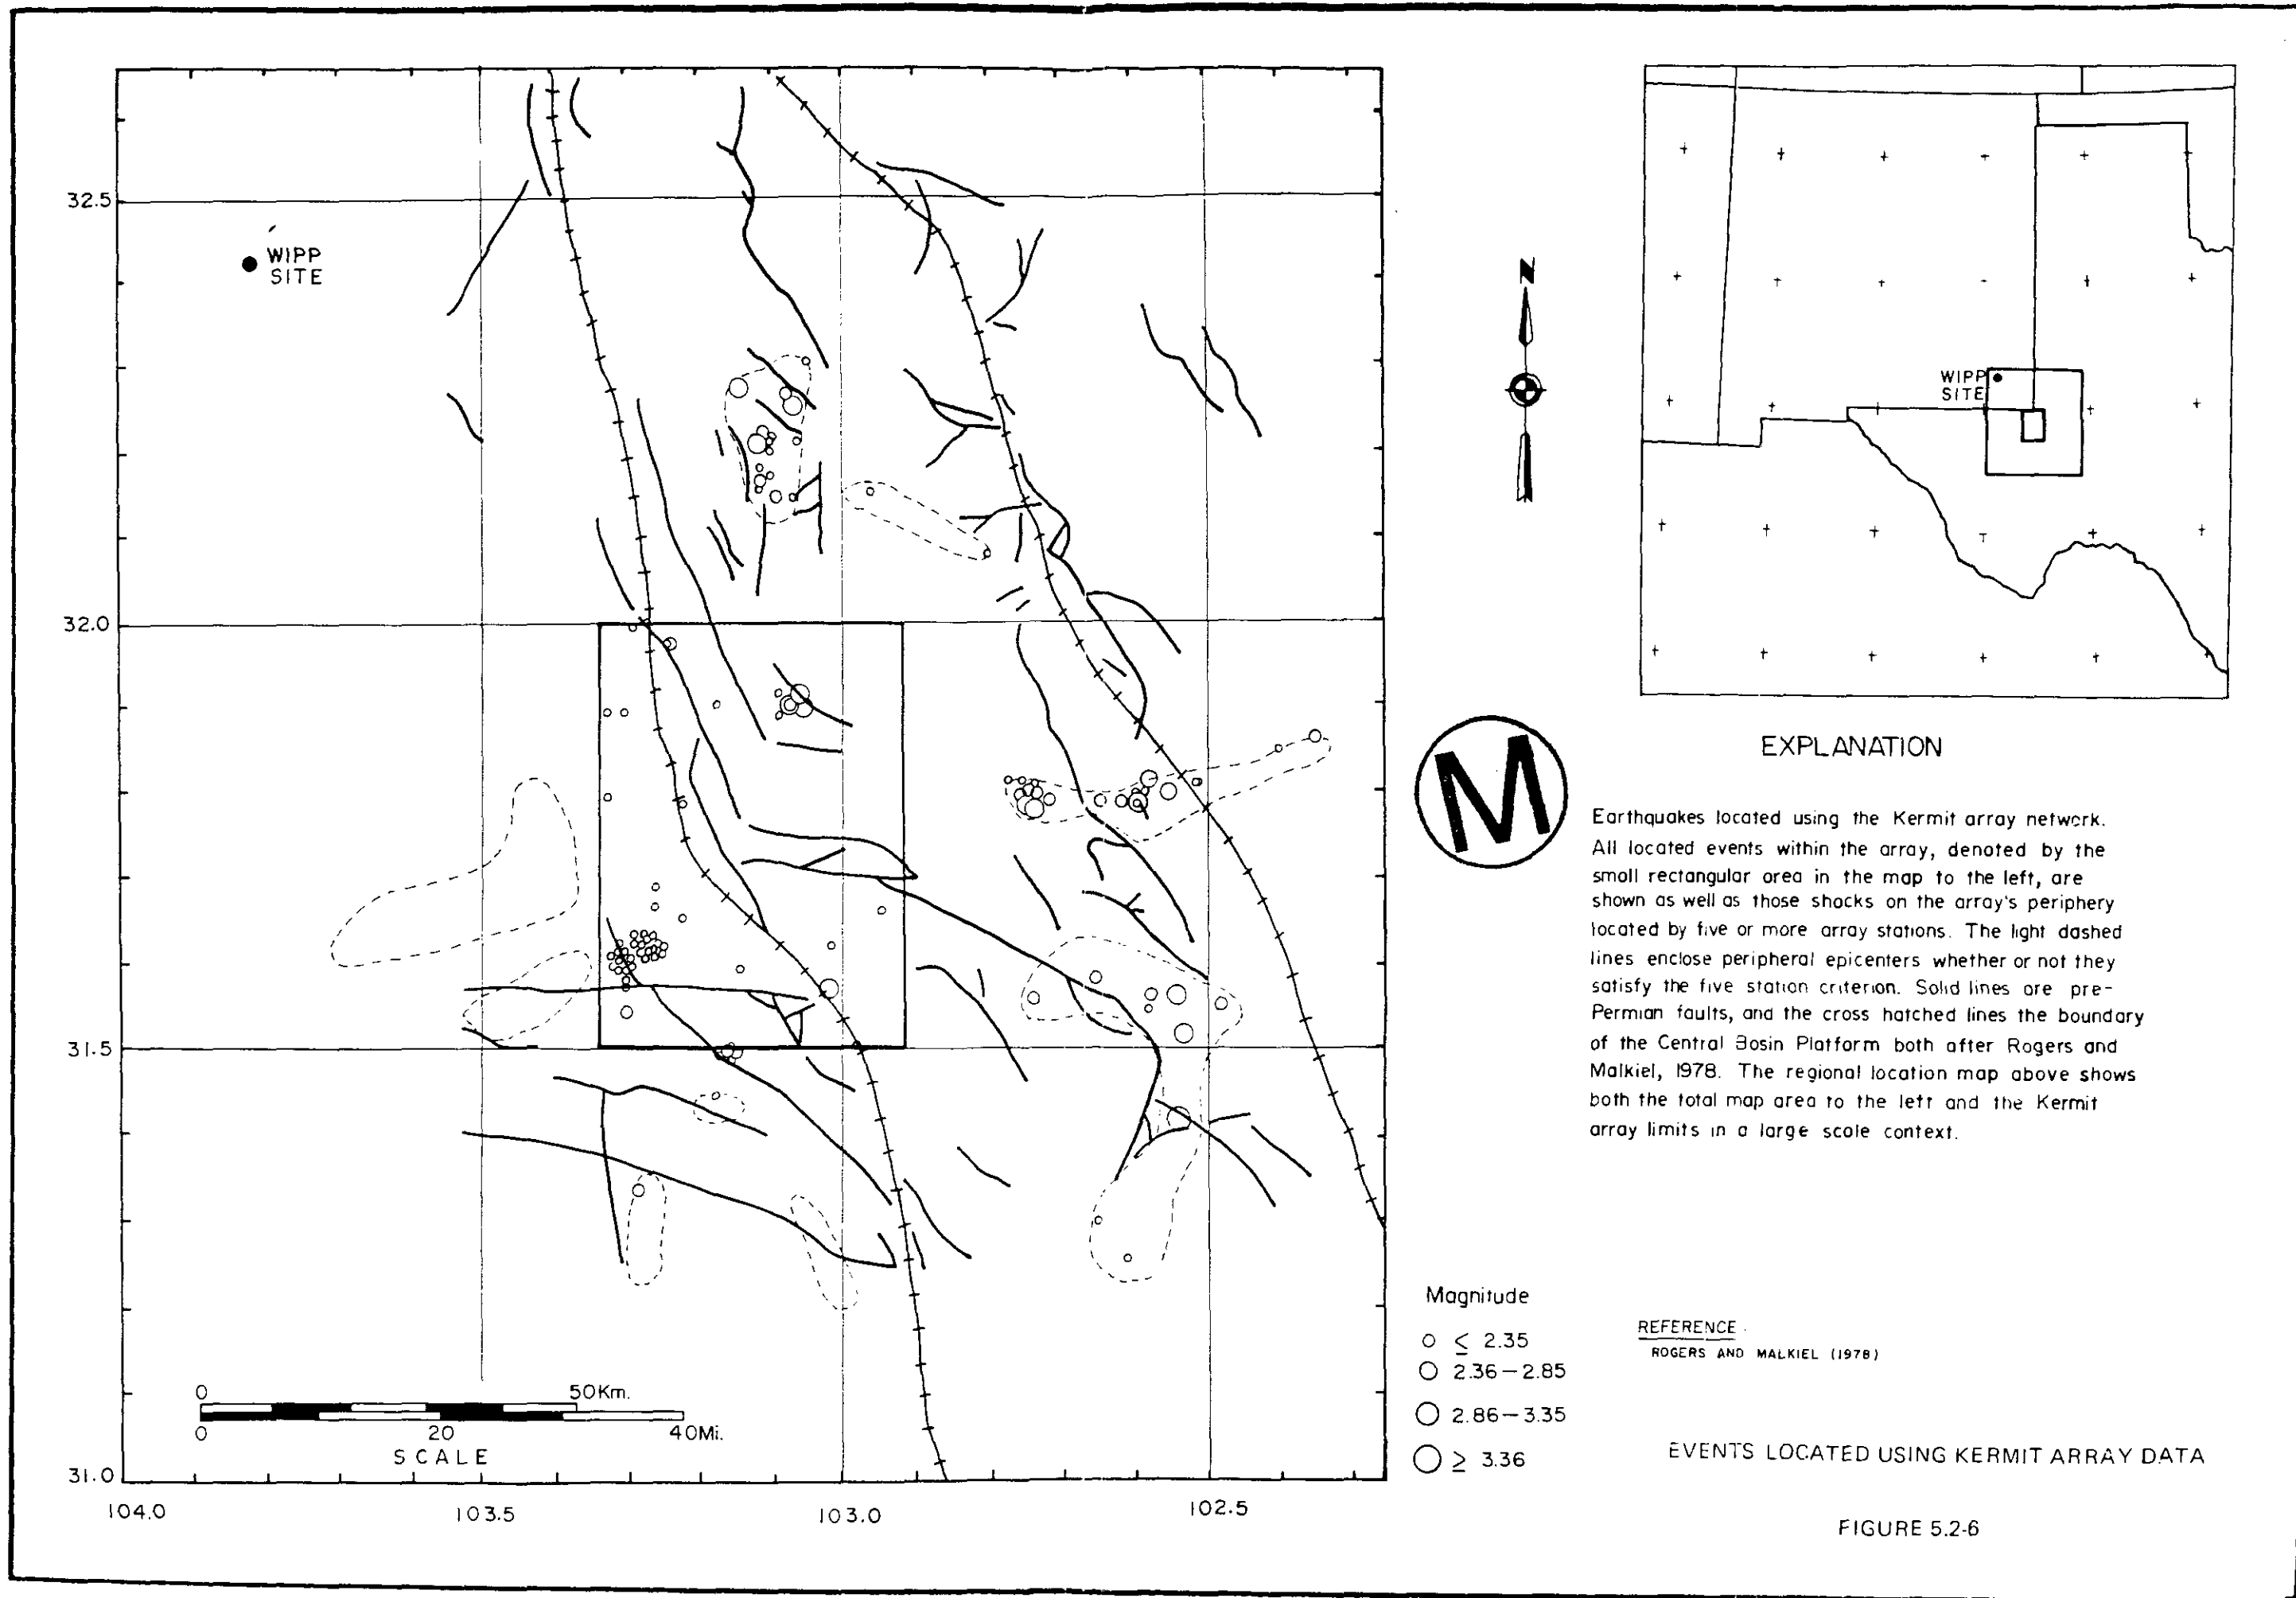 32.5
32.0
31.5
31.0
104.0
103.5
103.0
102.5
WIPP
SITE
0
50Km.
0
20
40Mi.
SCALE
N
WIPP
SITE
M
EXPLANATION
Earthquakes located using the Kermit array network.
All located events within the array, denoted by the
small rectangular area in the map to the left, are
shown as well as those shocks on the array's periphery
located by five or more array stations. The light dashed
lines enclose peripheral epicenters whether or not they
satisfy the five station criterion. Solid lines are pre-
Permian faults, and the cross hatched lines the boundary
of the Central Basin Platform both after Rogers and
Malkiel, 1978. The regional location map above shows
both the total map area to the left and the Kermit
array limits in a large scale context.
Magnitude
≤ 2.35
2.36-2.85
2.86-3.35
≥ 3.36
REFERENCE
ROGERS AND MALKIEL (1978)
EVENTS LOCATED USING KERMIT ARRAY DATA
FIGURE 5.2-6